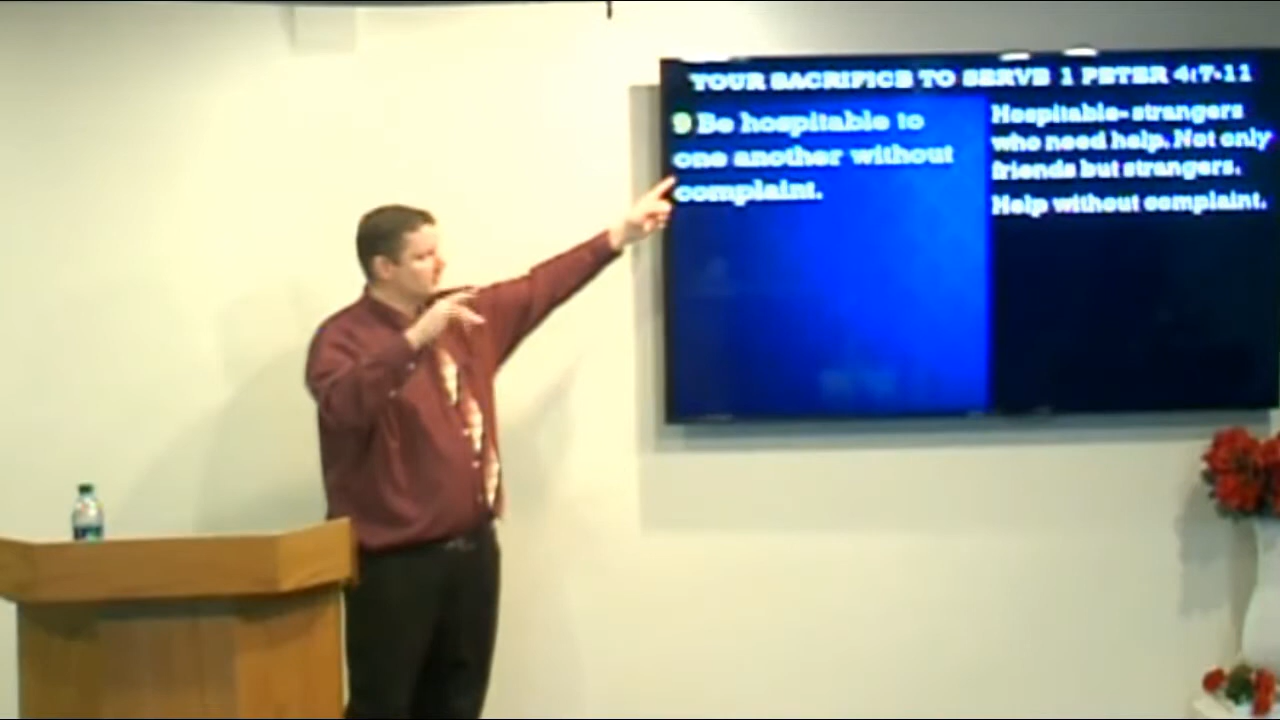 YOUR SACRIFICE TO SERVE 1 PETER 4:7-11
9 Be hospitable to
one another without
complaint.
Hospitable- strangers
who need help. Not only
friends but strangers.
Help without complaint.